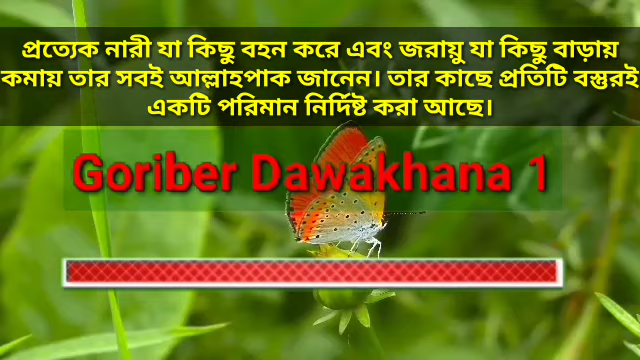 প্রত্যেক নারী যা কিছু বহন করে এবং জরায়ু যা কিছু বাড়ায়
কমায় তার সবই আল্লাহপাক জানেন। তার কাছে প্রতিটি বস্তুরই
একটি পরিমান নির্দিষ্ট করা আছে।
Goriber Dawakhana 1